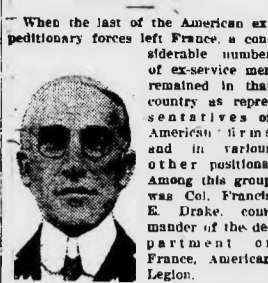 When the last of the American ex
peditionary forces left France, a con
siderable number
of ex-service men
remained in that
country as repre
sentatives of
American firms
and in various
other positions
Among this group
was Col. Francis
E. Drake, com
mander of the de
partment of
France, American
Legion.